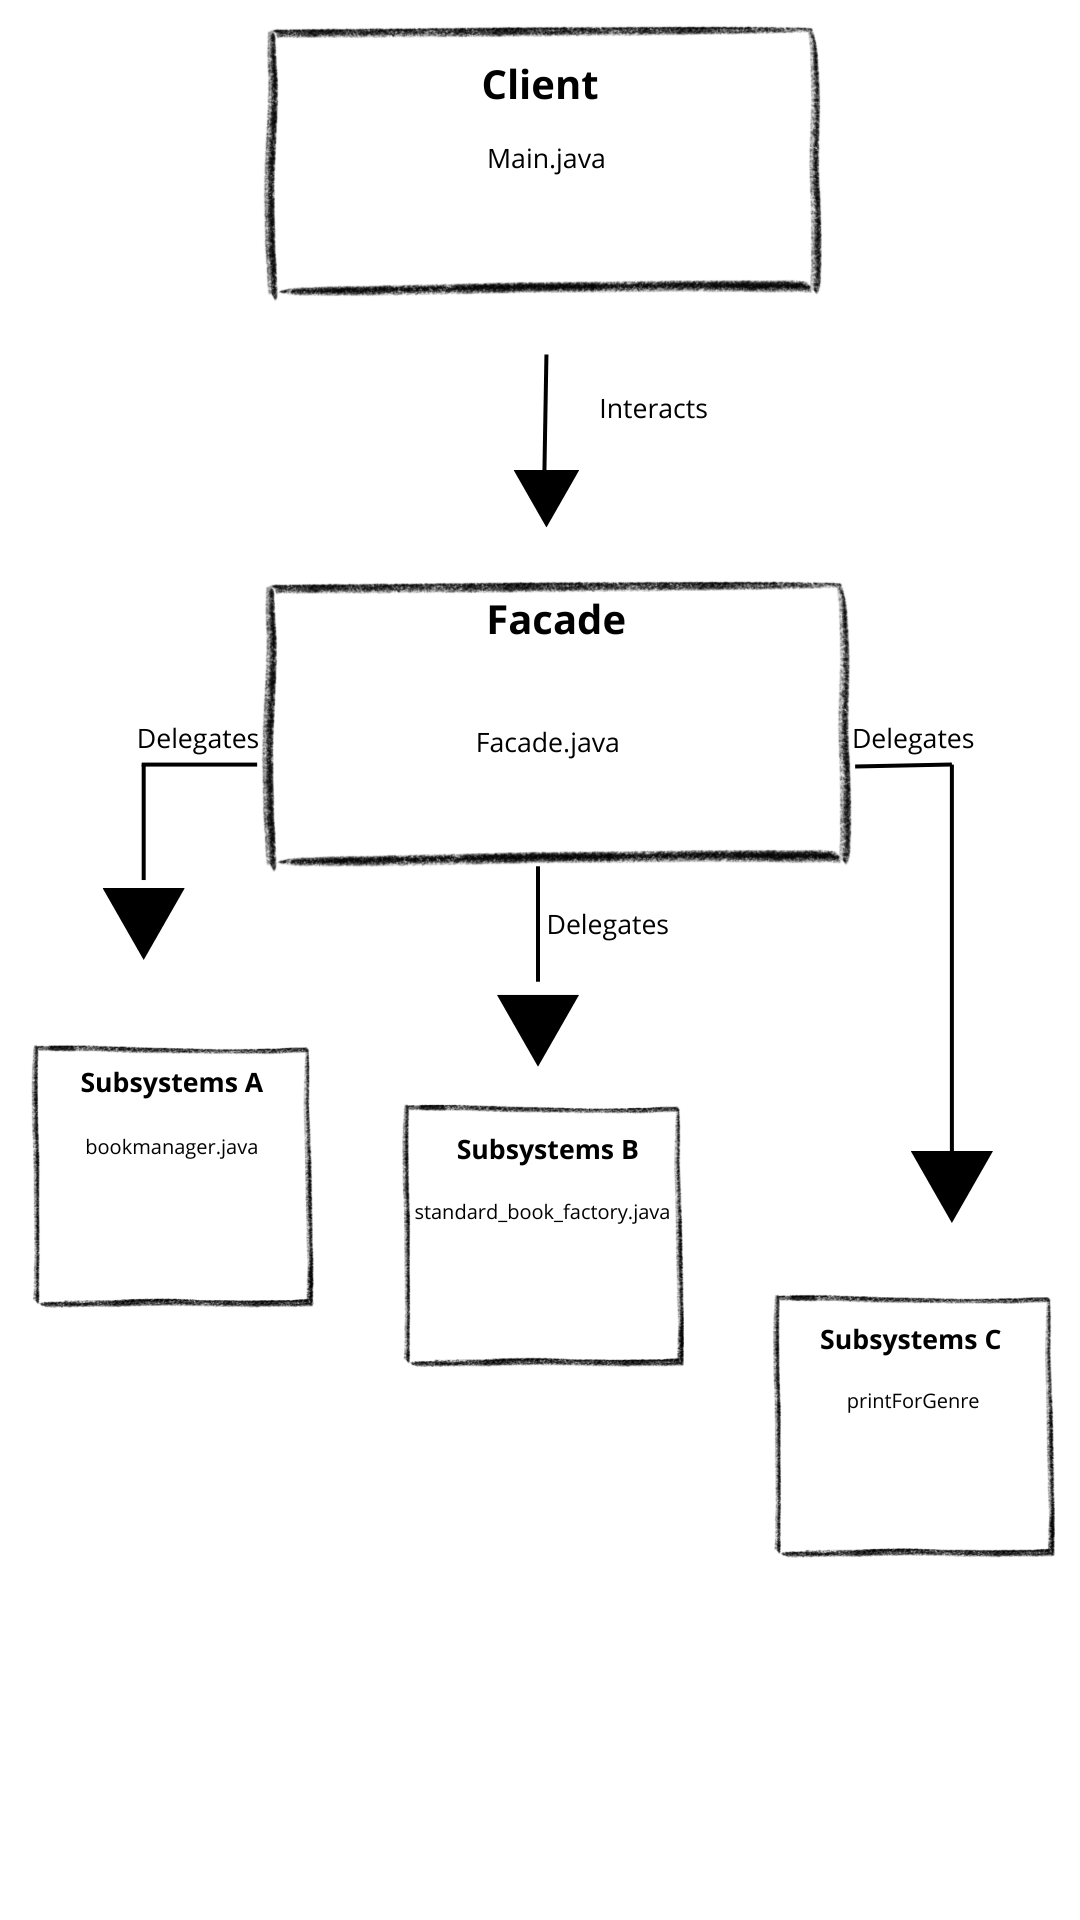 Client
Main.java
Interacts
Facade
Facade.java
Delegates
Delegates
Delegates
Subsystems A
bookmanager.java
Subsystems B
standard_book_factory.java
Subsystems C
printForGenre